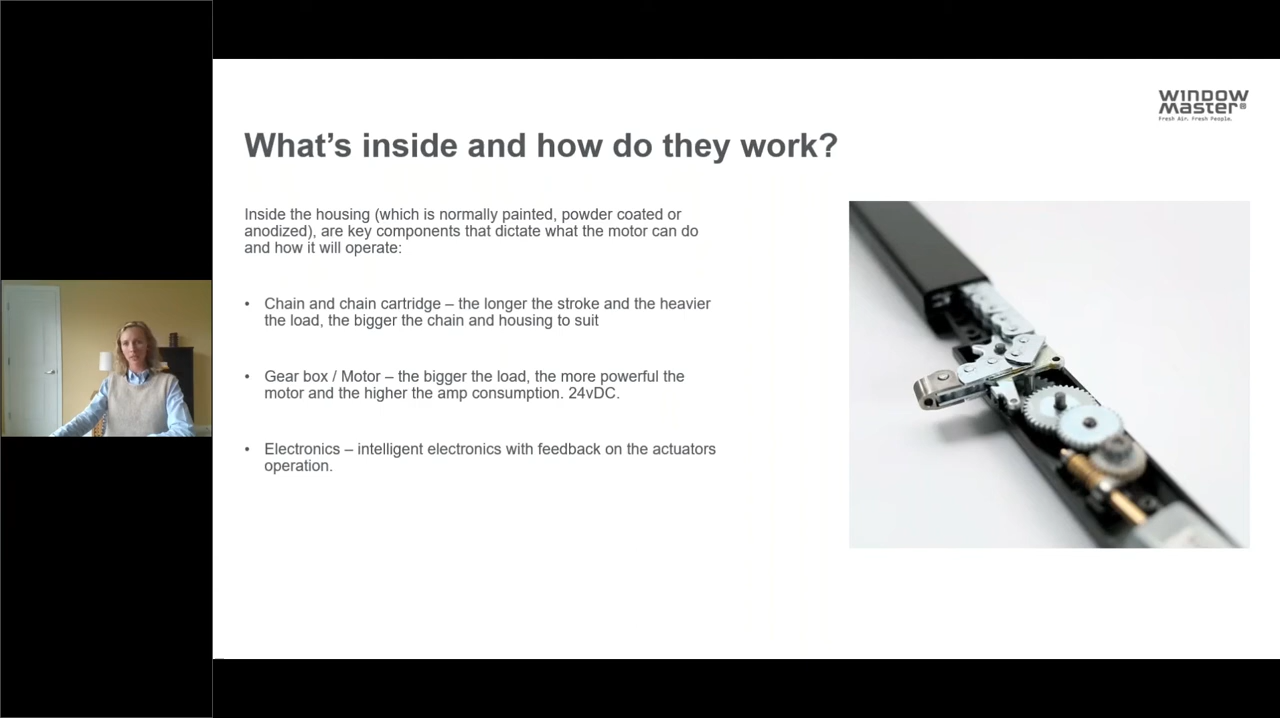 WINDOW
Master®
Fresh Air. Fresh People.
What’s inside and how do they work?
Inside the housing (which is normally painted, powder coated or
anodized), are key components that dictate what the motor can do
and how it will operate:
• Chain and chain cartridge – the longer the stroke and the heavier
the load, the bigger the chain and housing to suit
• Gear box / Motor – the bigger the load, the more powerful the
motor and the higher the amp consumption. 24vDC.
• Electronics – intelligent electronics with feedback on the actuators
operation.